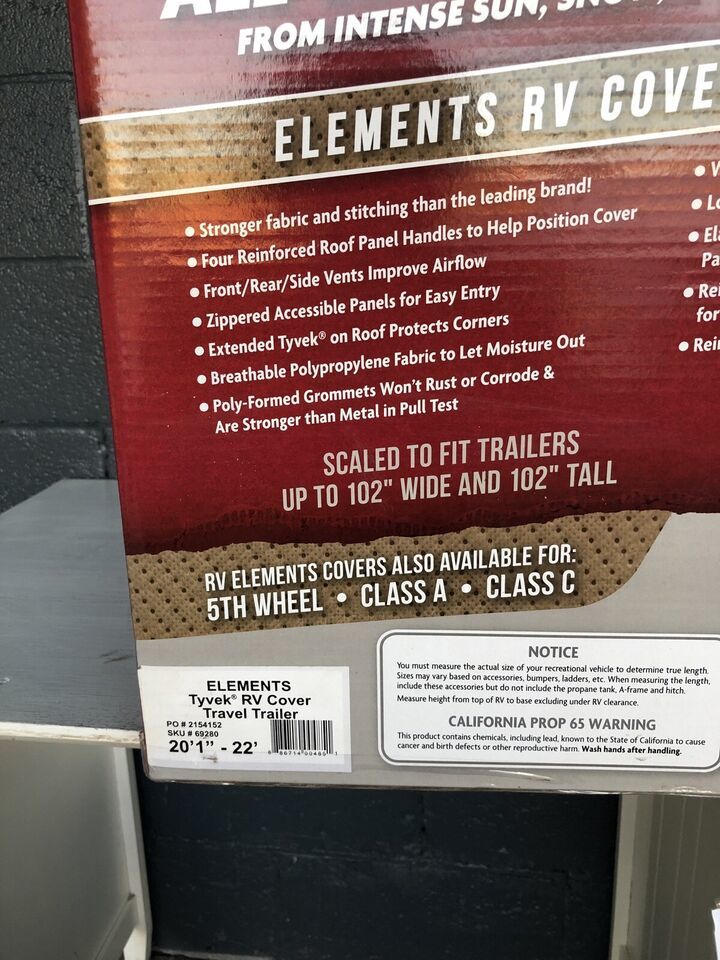 FROM INTENSE SUN,
ELEMENTS RV COVE
• Stronger fabric and stitching than the leading brand!
• Four Reinforced Roof Panel Handles to Help Position Cover
• Front/Rear/Side Vents Improve Airflow
• Zippered Accessible Panels for Easy Entry
• Extended Tyvek® on Roof Protects Corners
• Breathable Polypropylene Fabric to Let Moisture Out
• Poly-Formed Grommets Won't Rust or Corrode &
Are Stronger than Metal in Pull Test
SCALED TO FIT TRAILERS
UP TO 102" WIDE AND 102" TALL
RV ELEMENTS COVERS ALSO AVAILABLE FOR:
5TH WHEEL • CLASS A • CLASS C
ELEMENTS
Tyvek® RV Cover
Travel Trailer
PO # 2154152
SKU # 69280
20'1" - 22'
NOTICE
You must measure the actual size of your recreational vehicle to determine true length.
Sizes may vary based on accessories, bumpers, ladders, etc. When measuring the length,
include these accessories but do not include the propane tank, A-frame and hitch.
Measure height from top of RV to base excluding under RV clearance.
CALIFORNIA PROP 65 WARNING
This product contains chemicals, including lead, known to the State of California to cause
cancer and birth defects or other reproductive harm. Wash hands after handling.